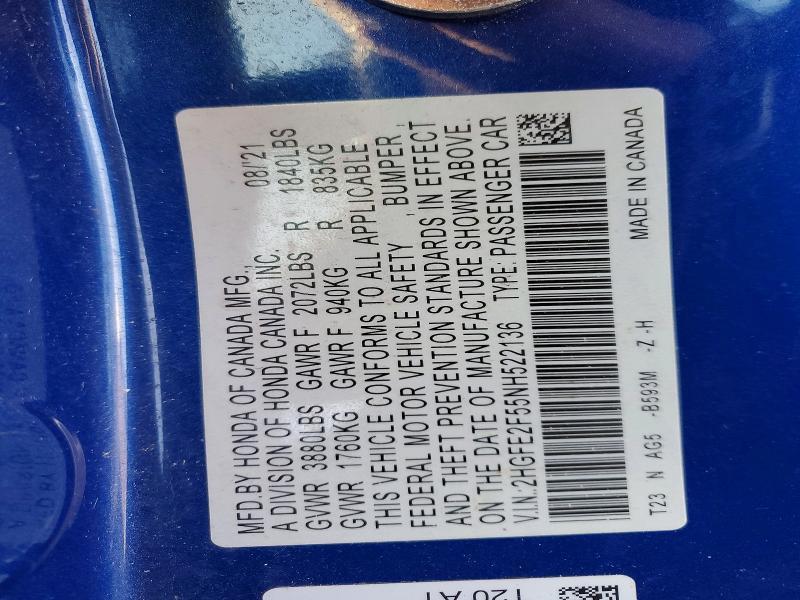 MFD.BY HONDA OF CANADA MFG., 08/'21
A DIVISION OF HONDA CANADA INC.
GVWR 3880LBS GAWR F 2072LBS R 1840LBS
GVWR 1760KG GAWR F 940KG R 835KG
THIS VEHICLE CONFORMS TO ALL APPLICABLE
FEDERAL MOTOR VEHICLE SAFETY , BUMPER ,
AND THEFT PREVENTION STANDARDS IN EFFECT
ON THE DATE OF MANUFACTURE SHOWN ABOVE.
V.I.N.:2HGFE2F55NH522136 TYPE: PASSENGER CAR
T23 N AG5 -B593M -Z -H MADE IN CANADA